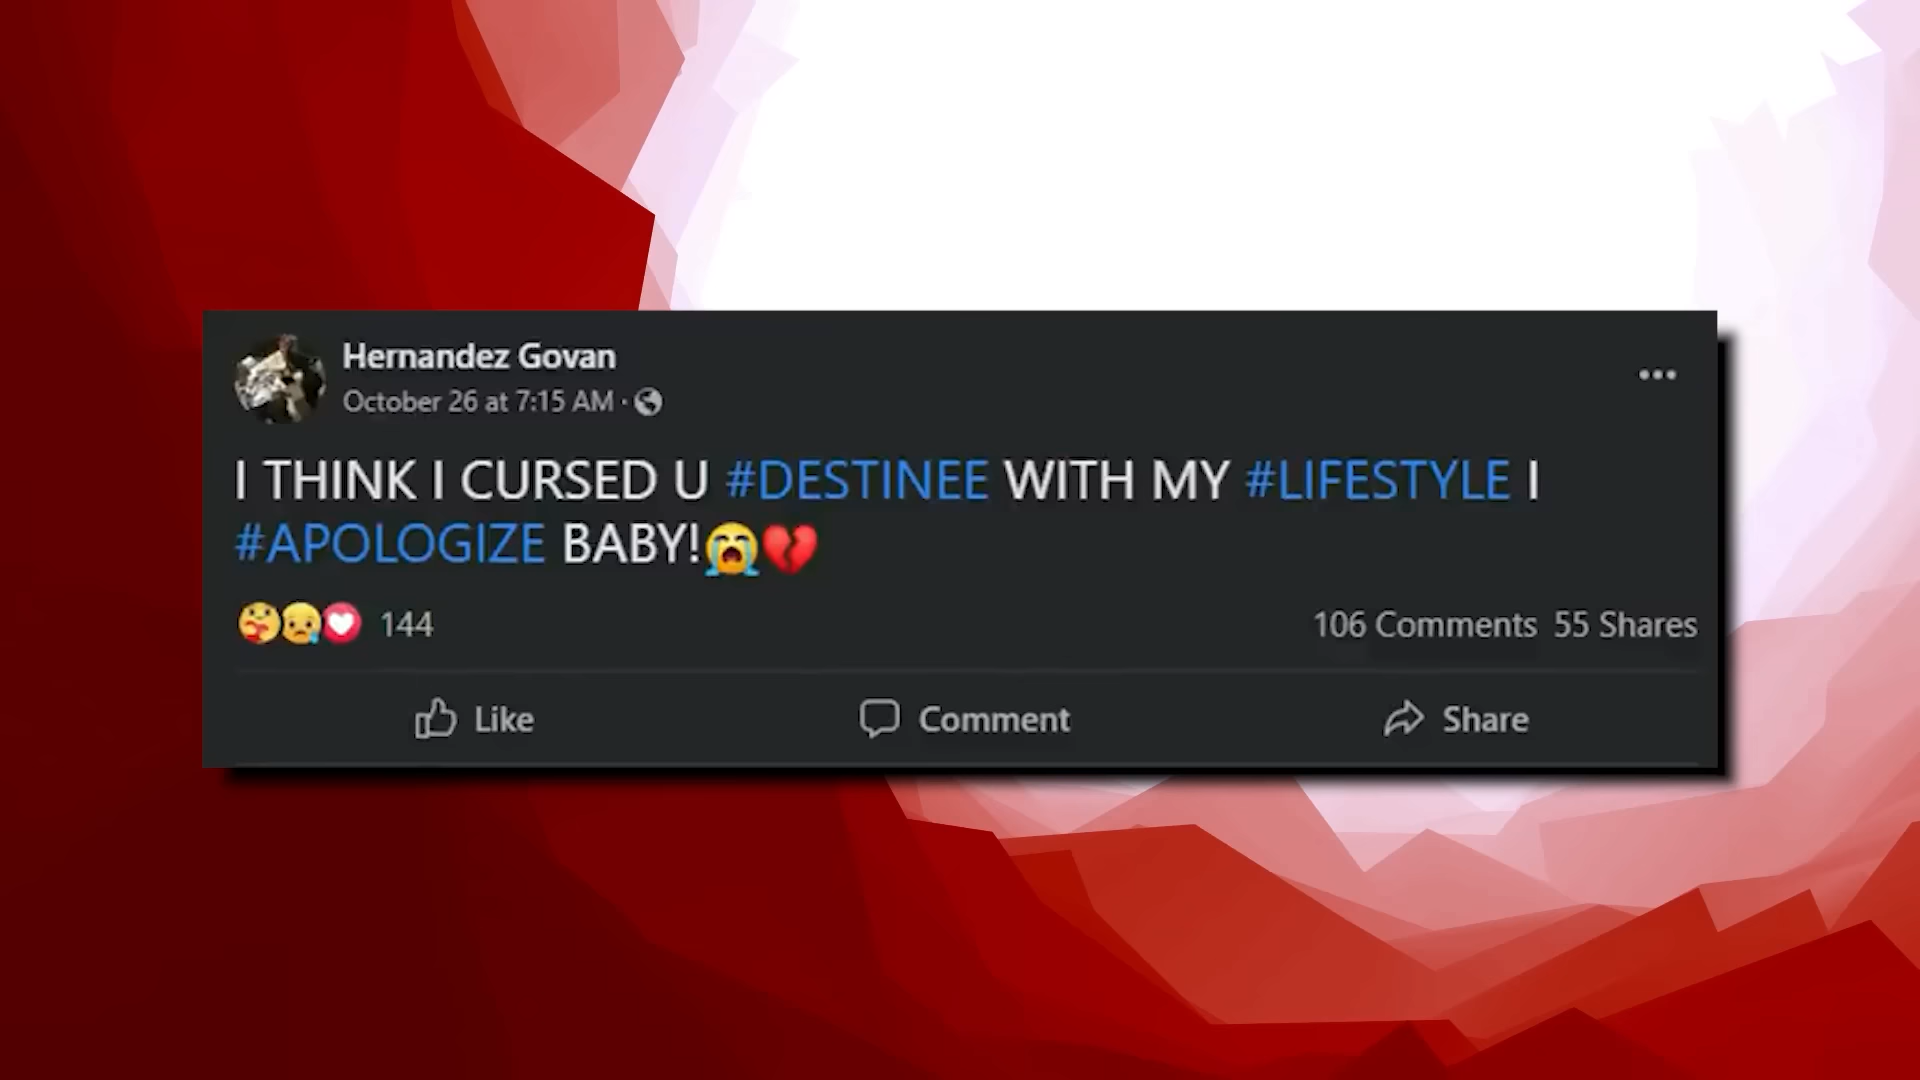 Hernandez Govan
October 26 at 7:15 AM ·
I THINK I CURSED U #DESTINEE WITH MY #LIFESTYLE I
#APOLOGIZE BABY!😭💔
144
106 Comments 55 Shares
Like Comment Share